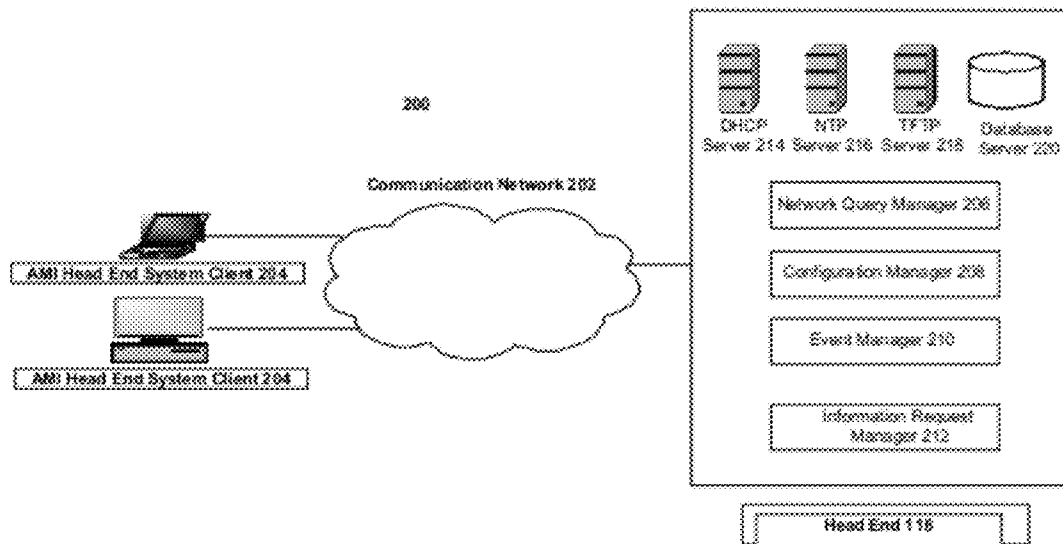 200
Communication Network 202
AMI Head End System Client 204
AMI Head End System Client 204
DHCP
Server 214
NTP
Server 216
TFTP
Server 218
Database
Server 220
Network Query Manager 206
Configuration Manager 208
Event Manager 210
Information Request
Manager 212
Head End 116